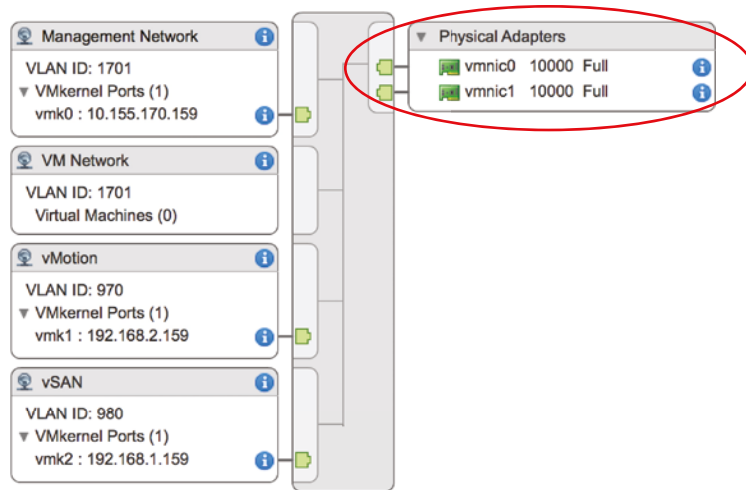 Management Network
VLAN ID: 1701
VMkernel Ports (1)
vmk0 : 10.155.170.159
VM Network
VLAN ID: 1701
Virtual Machines (0)
vMotion
VLAN ID: 970
VMkernel Ports (1)
vmk1 : 192.168.2.159
vSAN
VLAN ID: 980
VMkernel Ports (1)
vmk2 : 192.168.1.159
Physical Adapters
vmnic0 10000 Full
vmnic1 10000 Full